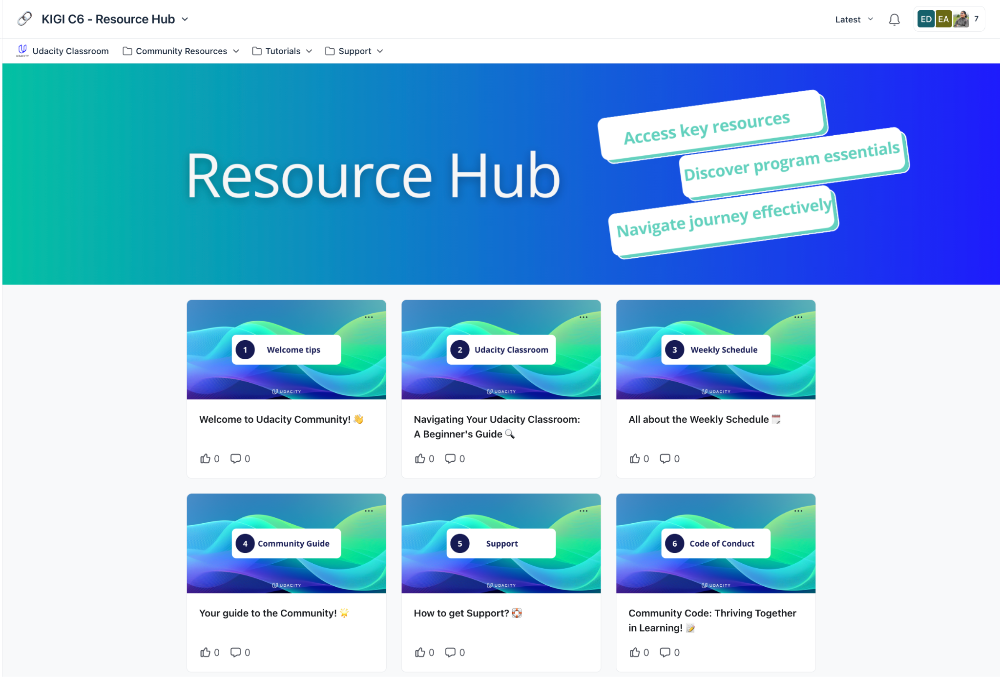 KIGI C6 - Resource Hub
Latest
ED
EA
7
UDACITY
Udacity Classroom
Community Resources
Tutorials
Support
Resource Hub
Access key resources
Discover program essentials
Navigate journey effectively
1 Welcome tips
UDACITY
Welcome to Udacity Community! 👋
0 0
2 Udacity Classroom
UDACITY
Navigating Your Udacity Classroom:
A Beginner's Guide 🔍
0 0
3 Weekly Schedule
UDACITY
All about the Weekly Schedule 🗓️
0 0
4 Community Guide
UDACITY
Your guide to the Community! 🌟
0 0
5 Support
UDACITY
How to get Support? 🛟
0 0
6 Code of Conduct
UDACITY
Community Code: Thriving Together
in Learning! 📝
0 0